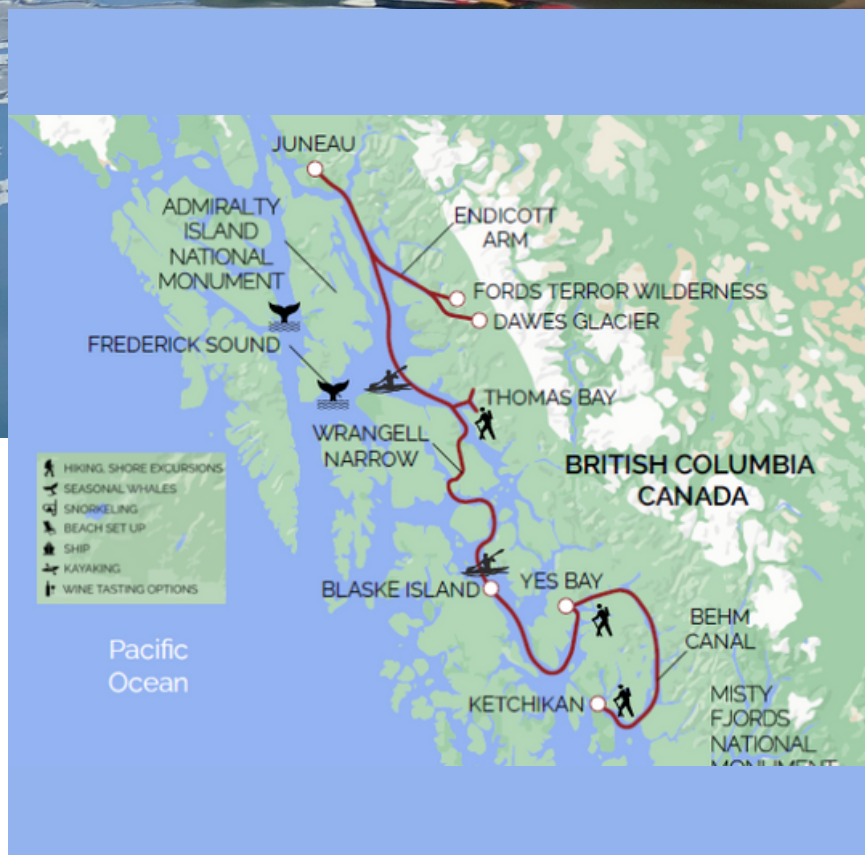 JUNEAU
ADMIRALTY
ISLAND
NATIONAL
MONUMENT
ENDICOTT
ARM
FORDS TERROR WILDERNESS
DAWES GLACIER
FREDERICK SOUND
THOMAS BAY
WRANGELL
NARROW
BRITISH COLUMBIA
CANADA
HIKING, SHORE EXCURSIONS
SEASONAL WHALES
SNORKELING
BEACH SET UP
SHIP
KAYAKING
WINE TASTING OPTIONS
BLASKE ISLAND
YES BAY
BEHM
CANAL
Pacific
Ocean
KETCHIKAN
MISTY
FJORDS
NATIONAL
MONUMENT